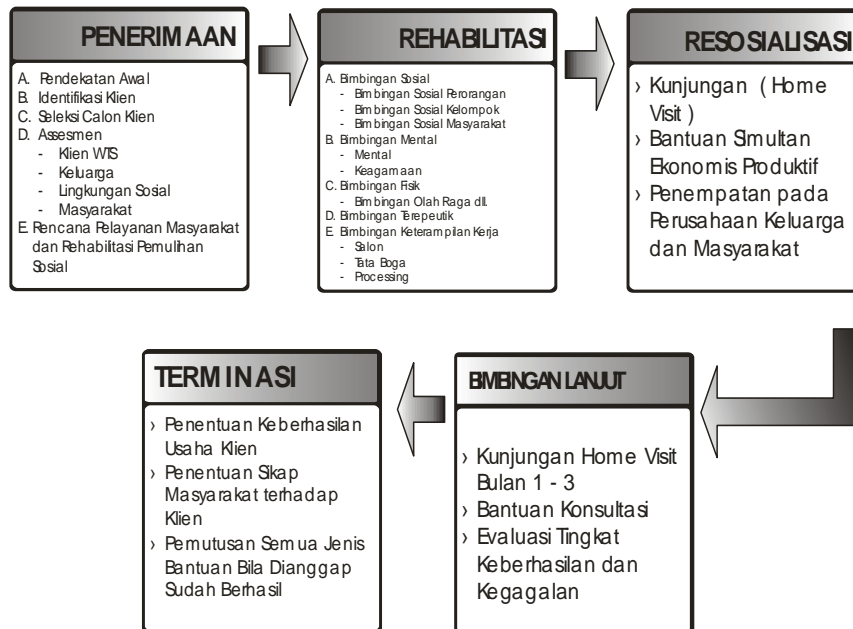 PENERIMAAN
A. Pendekatan Awal
B. Identifikasi Klien
C. Seleksi Calon Klien
D. Assesmen
- Klien WTS
- Keluarga
- Lingkungan Sosial
- Masyarakat
E. Rencana Pelayanan Masyarakat
dan Rehabilitasi Pemulihan
Sosial
REHABILITASI
A. Bimbingan Sosial
- Bimbingan Sosial Perorangan
- Bimbingan Sosial Kelompok
- Bimbingan Sosial Masyarakat
B. Bimbingan Mental
- Mental
- Keagamaan
C. Bimbingan Fisik
- Bimbingan Olah Raga dll.
D. Bimbingan Terepeutik
E. Bimbingan Keterampilan Kerja
- Salon
- Tata Boga
- Processing
RESOSIALISASI
› Kunjungan ( Home
Visit )
› Bantuan Simultan
Ekonomis Produktif
› Penempatan pada
Perusahaan Keluarga
dan Masyarakat
TERMINASI
› Penentuan Keberhasilan
Usaha Klien
› Penentuan Sikap
Masyarakat terhadap
Klien
› Pemutusan Semua Jenis
Bantuan Bila Dianggap
Sudah Berhasil
BIMBINGAN LANJUT
› Kunjungan Home Visit
Bulan 1 - 3
› Bantuan Konsultasi
› Evaluasi Tingkat
Keberhasilan dan
Kegagalan